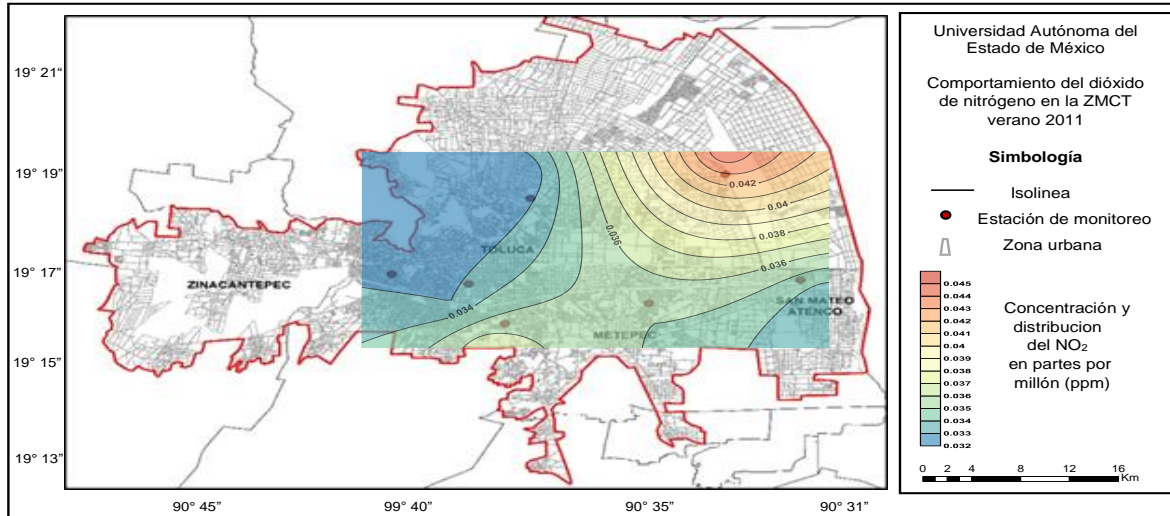 19° 21“
19° 19”
19° 17”
19° 15”
19° 13”
90° 45”
99° 40”
90° 35”
90° 31”
ZINACANTEPEC
TOLUCA
METEPEC
SAN MATEO
ATENCO
0.034
0.036
0.036
0.038
0.04
0.042
Universidad Autónoma del
Estado de México
Comportamiento del dióxido
de nitrógeno en la ZMCT
verano 2011
Simbología
Isolinea
Estación de monitoreo
Zona urbana
0.045
0.044
0.043
0.042
0.041
0.04
0.039
0.038
0.037
0.036
0.035
0.034
0.033
0.032
Concentración y
distribucion
del NO₂
en partes por
millón (ppm)
0 2 4 8 12 16
Km